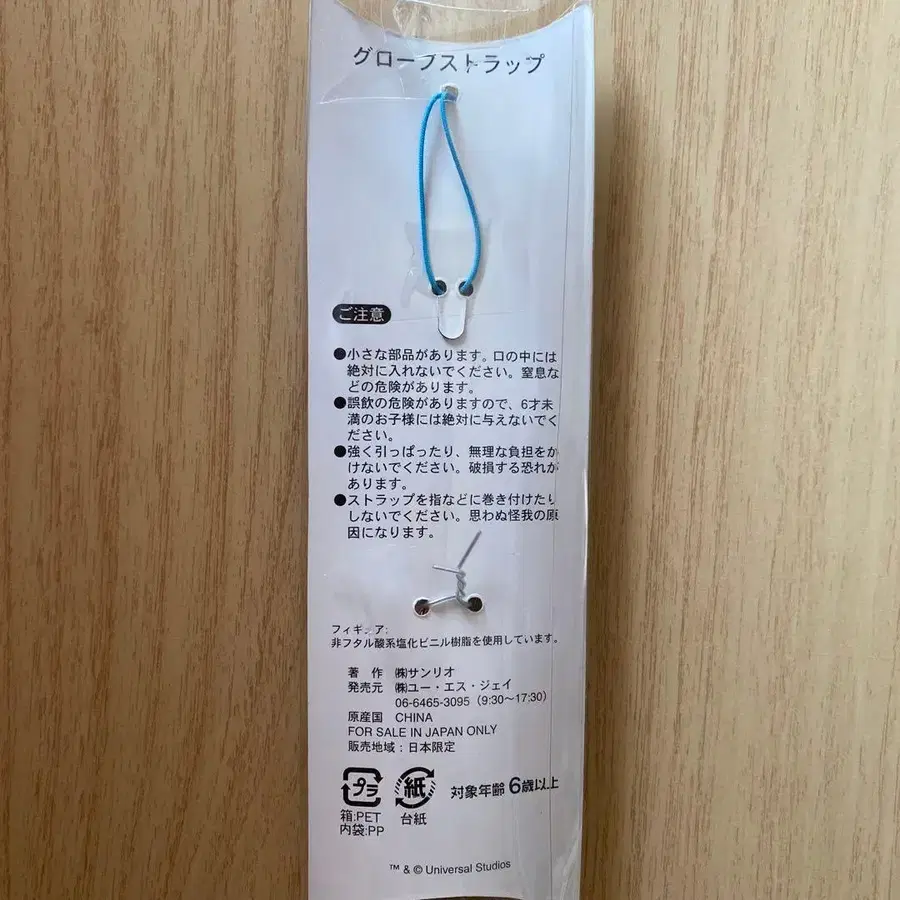 グローブストラップ
ご注意
●小さな部品があります。口の中には
絶対に入れないでください。窒息な
どの危険があります。
●誤飲の危険がありますので、6才未
満のお子様には絶対に与えないでく
ださい。
●強く引っぱったり、無理な負担をか
けないでください。破損する恐れが
あります。
●ストラップを指などに巻き付けたり
しないでください。思わぬ怪我の原
因になります。
フィギュア:
非フタル酸系塩化ビニル樹脂を使用しています。
著 作 ㈱サンリオ
発売元 ㈱ユー・エス・ジェイ
06-6465-3095（9:30～17:30）
原産国 CHINA
FOR SALE IN JAPAN ONLY
販売地域：日本限定
プラ 紙 対象年齢 6歳以上
箱:PET 台紙
内袋:PP
™ & © Universal Studios